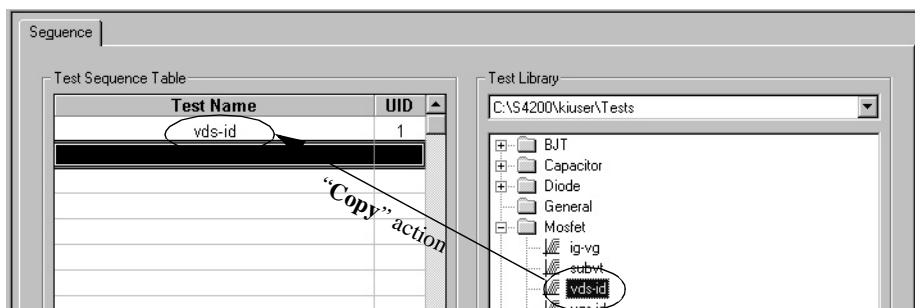 Sequence
Test Sequence Table
Test Name UID
vds-id 1
"Copy" action
Test Library
C:\S4200\kiuser\Tests
BJT
Capacitor
Diode
General
Mosfet
ig-vg
subvt
vds-id